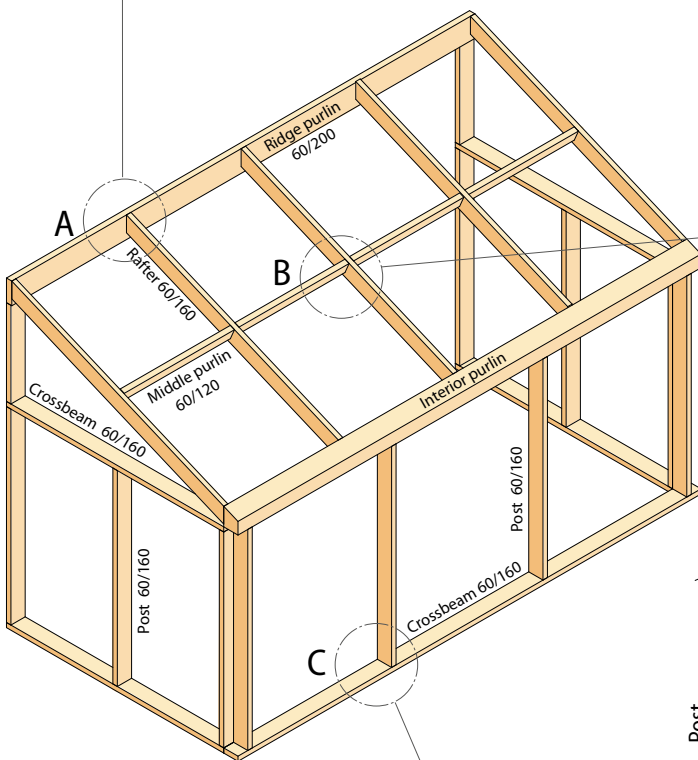 Ridge purlin
60/200
A
Rafter 60/160
B
Middle purlin
60/120
Interior purlin
Crossbeam 60/160
Post 60/160
Post 60/160
Crossbeam 60/160
C
Post